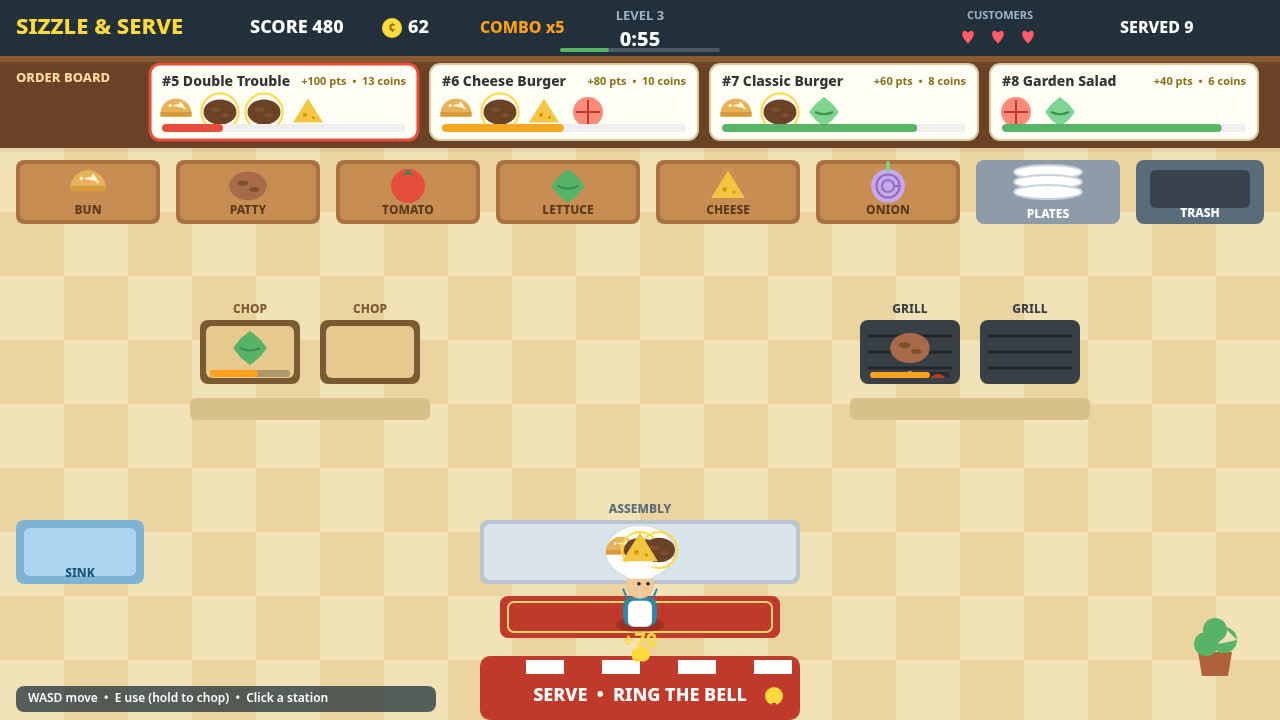 SIZZLE & SERVE
SCORE 480
¢ 62
COMBO x5
LEVEL 3
0:55
CUSTOMERS
SERVED 9
ORDER BOARD
#5 Double Trouble +100 pts • 13 coins
#6 Cheese Burger +80 pts • 10 coins
#7 Classic Burger +60 pts • 8 coins
#8 Garden Salad +40 pts • 6 coins
BUN
PATTY
TOMATO
LETTUCE
CHEESE
ONION
PLATES
TRASH
CHOP
CHOP
GRILL
GRILL
ASSEMBLY
SINK
+70
SERVE • RING THE BELL
WASD move • E use (hold to chop) • Click a station